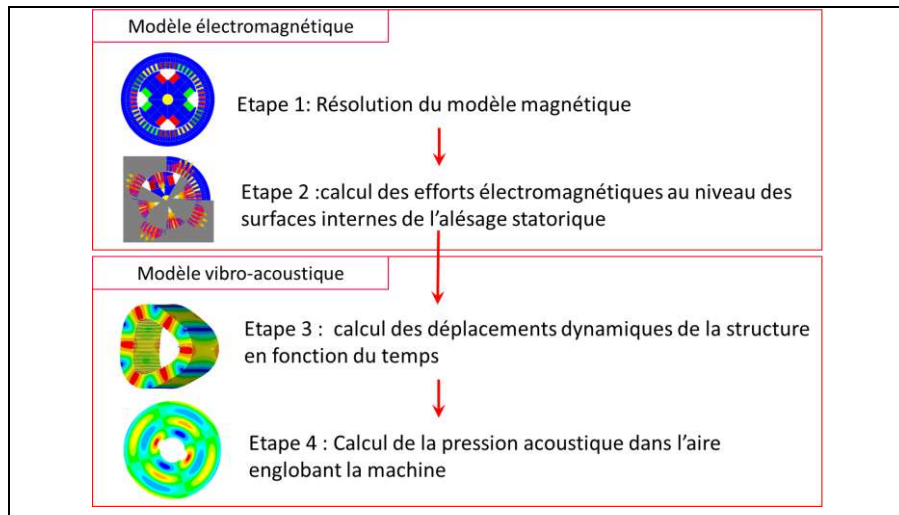 Modèle électromagnétique
Etape 1: Résolution du modèle magnétique
Etape 2 :calcul des efforts électromagnétiques au niveau des
surfaces internes de l'alésage statorique
Modèle vibro-acoustique
Etape 3 : calcul des déplacements dynamiques de la structure
en fonction du temps
Etape 4 : Calcul de la pression acoustique dans l'aire
englobant la machine